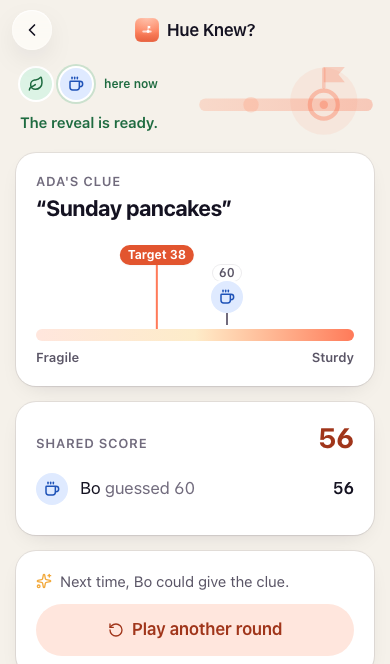 Hue Knew?
here now
The reveal is ready.
ADA'S CLUE
“Sunday pancakes”
Target 38
60
Fragile
Sturdy
SHARED SCORE
56
Bo guessed 60
56
Next time, Bo could give the clue.
Play another round